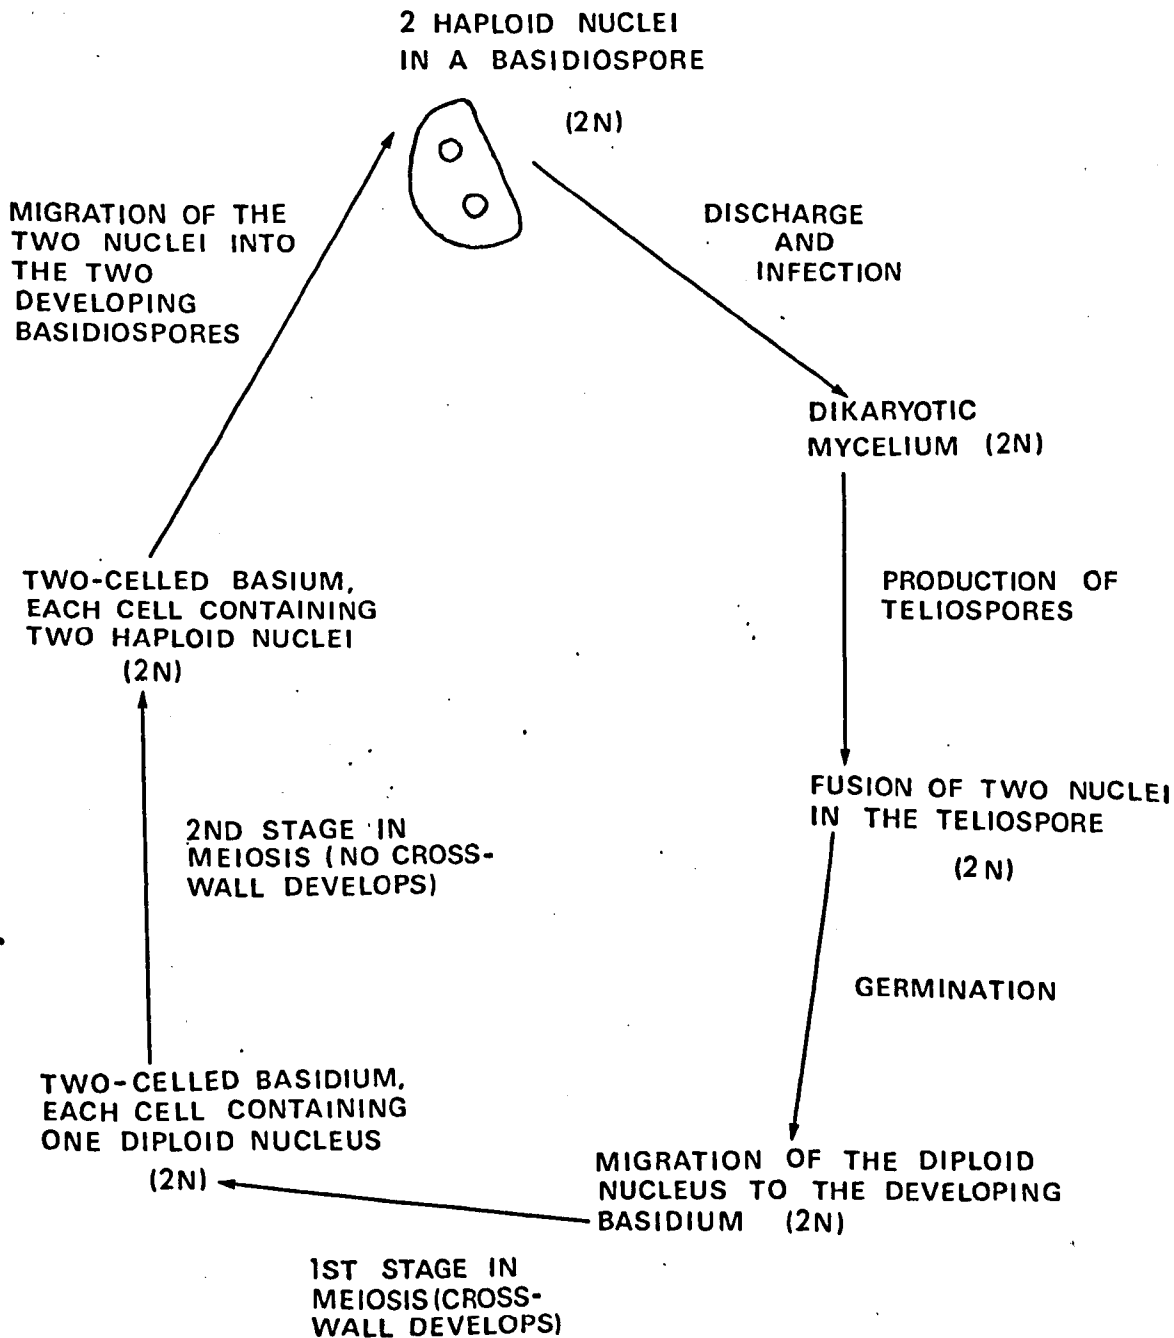 2 HAPLOID NUCLEI
IN A BASIDIOSPORE
(2N)
DISCHARGE
AND
INFECTION
DIKARYOTIC
MYCELIUM (2N)
PRODUCTION OF
TELIOSPORES
FUSION OF TWO NUCLEI
IN THE TELIOSPORE
(2N)
GERMINATION
MIGRATION OF THE DIPLOID
NUCLEUS TO THE DEVELOPING
BASIDIUM (2N)
1ST STAGE IN
MEIOSIS (CROSS-
WALL DEVELOPS)
TWO-CELLED BASIDIUM,
EACH CELL CONTAINING
ONE DIPLOID NUCLEUS
(2N)
2ND STAGE IN
MEIOSIS (NO CROSS-
WALL DEVELOPS)
TWO-CELLED BASIUM,
EACH CELL CONTAINING
TWO HAPLOID NUCLEI
(2N)
MIGRATION OF THE
TWO NUCLEI INTO
THE TWO
DEVELOPING
BASIDIOSPORES